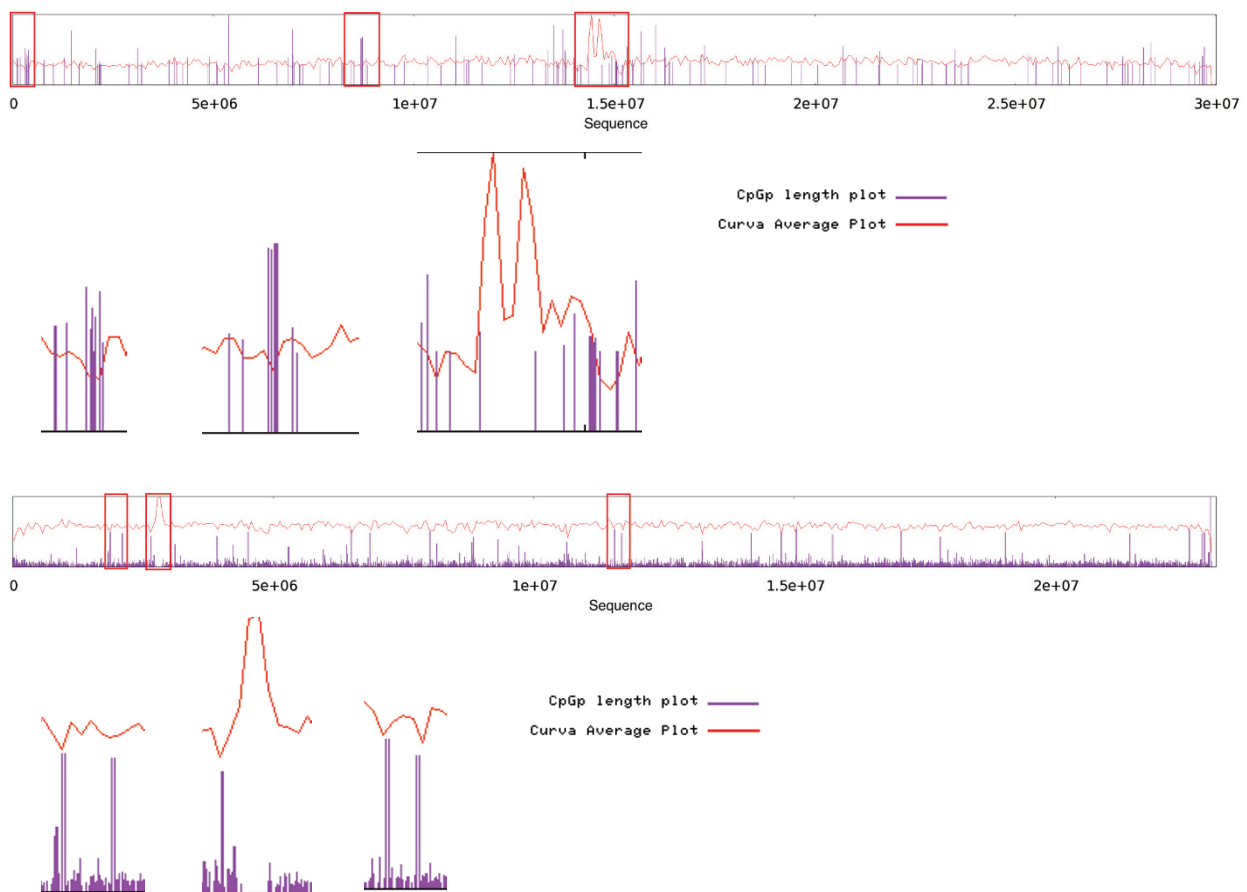 0 5e+06 1e+07 1.5e+07 2e+07 2.5e+07 3e+07
Sequence
CpGp length plot
Curva Average Plot
0 5e+06 1e+07 1.5e+07 2e+07
Sequence
CpGp length plot
Curva Average Plot